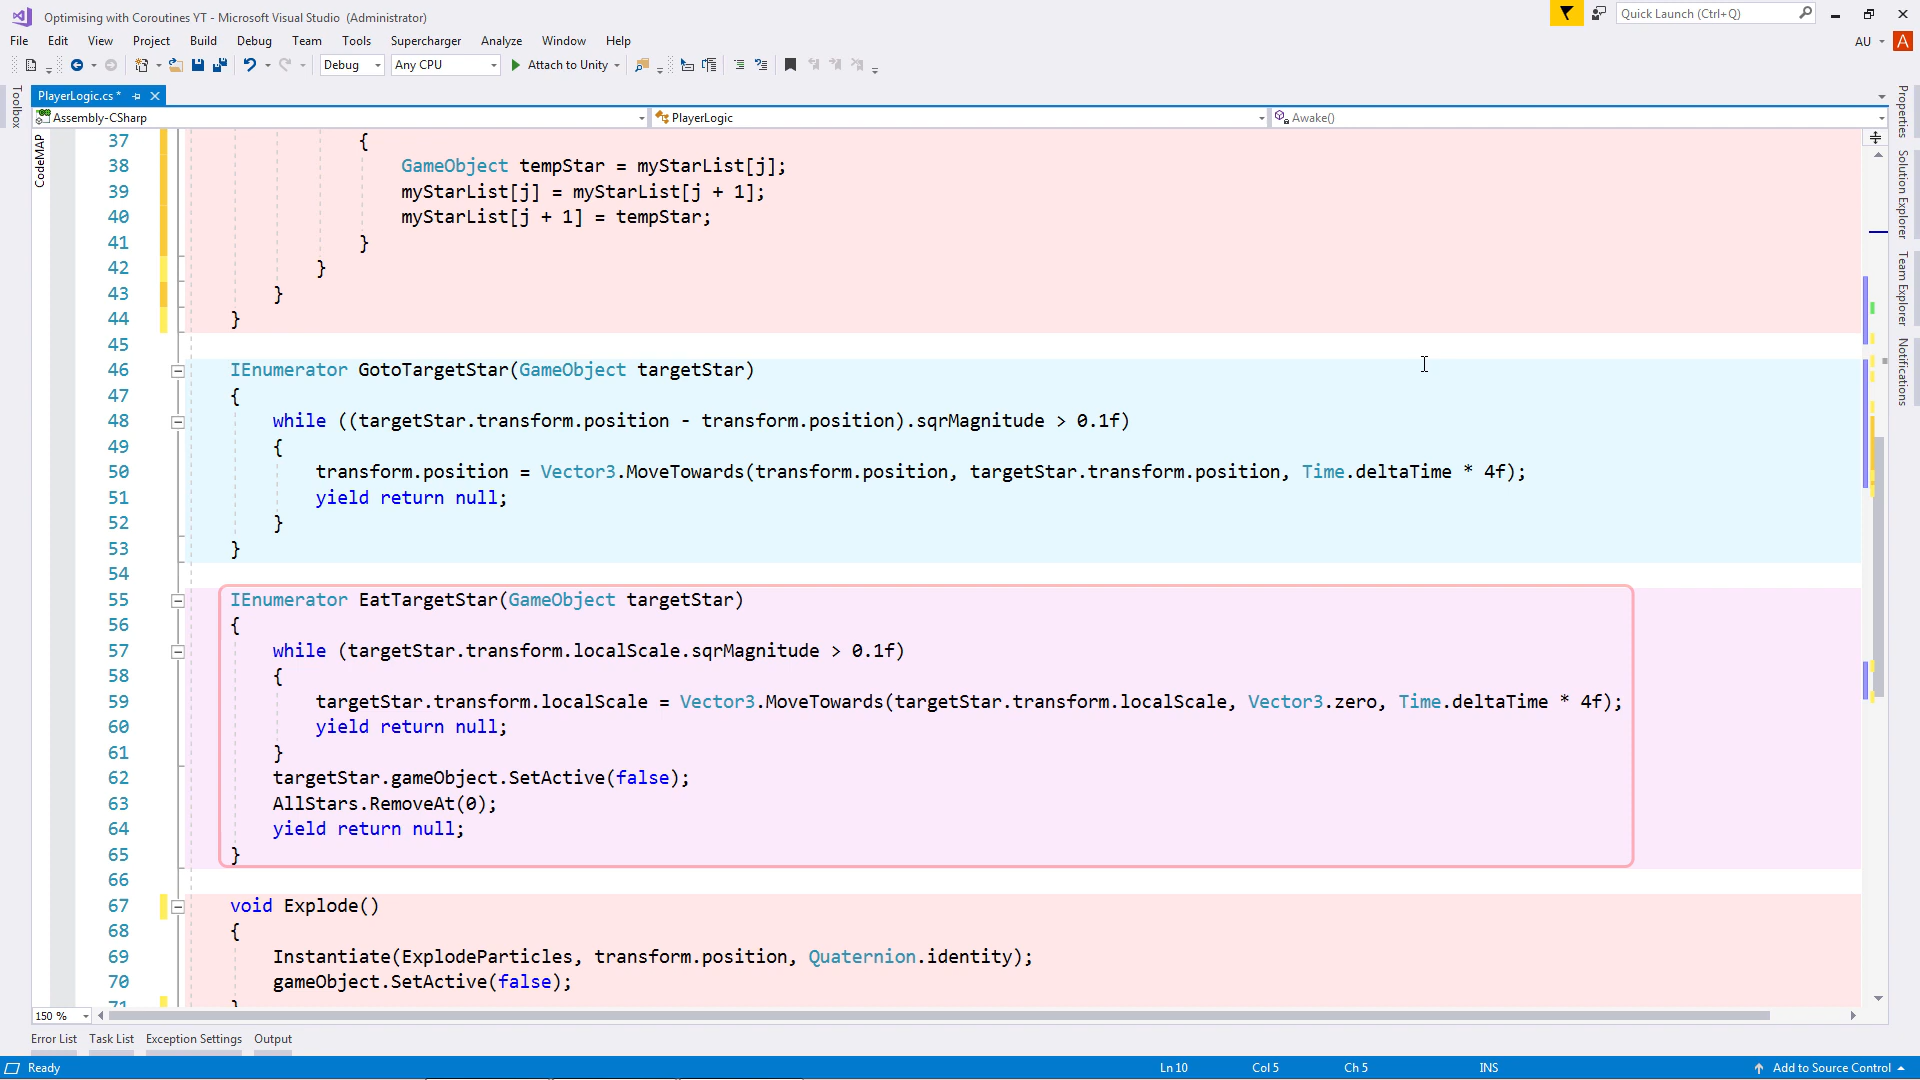 Optimising with Coroutines YT - Microsoft Visual Studio (Administrator)
Quick Launch (Ctrl+Q)
File Edit View Project Build Debug Team Tools Supercharger Analyze Window Help
AU A
Debug Any CPU Attach to Unity
PlayerLogic.cs*
Assembly-CSharp PlayerLogic Awake()
Toolbox
CodeMAP
Properties
Solution Explorer
Team Explorer
Notifications
37 {
38 GameObject tempStar = myStarList[j];
39 myStarList[j] = myStarList[j + 1];
40 myStarList[j + 1] = tempStar;
41 }
42 }
43 }
44 }
45
46 IEnumerator GotoTargetStar(GameObject targetStar)
47 {
48 while ((targetStar.transform.position - transform.position).sqrMagnitude > 0.1f)
49 {
50 transform.position = Vector3.MoveTowards(transform.position, targetStar.transform.position, Time.deltaTime * 4f);
51 yield return null;
52 }
53 }
54
55 IEnumerator EatTargetStar(GameObject targetStar)
56 {
57 while (targetStar.transform.localScale.sqrMagnitude > 0.1f)
58 {
59 targetStar.transform.localScale = Vector3.MoveTowards(targetStar.transform.localScale, Vector3.zero, Time.deltaTime * 4f);
60 yield return null;
61 }
62 targetStar.gameObject.SetActive(false);
63 AllStars.RemoveAt(0);
64 yield return null;
65 }
66
67 void Explode()
68 {
69 Instantiate(ExplodeParticles, transform.position, Quaternion.identity);
70 gameObject.SetActive(false);
71 }
150 %
Error List Task List Exception Settings Output
Ready Ln 10 Col 5 Ch 5 INS Add to Source Control